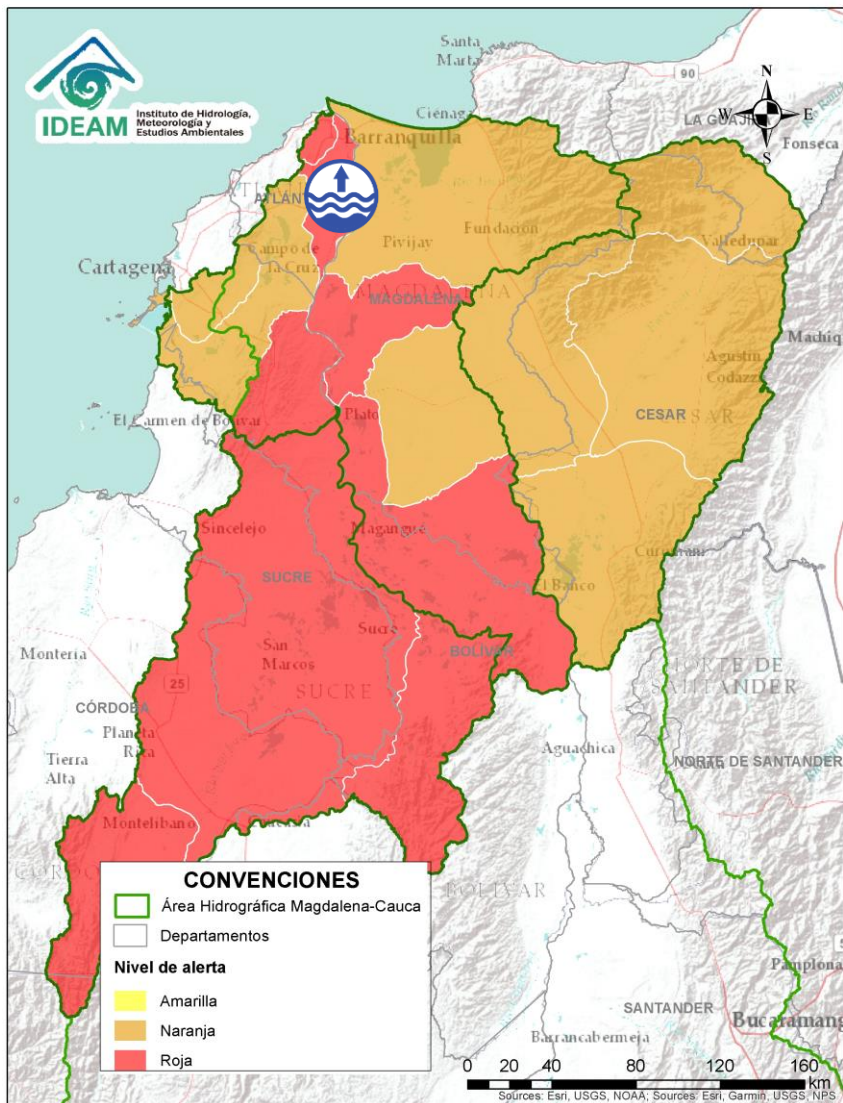 IDEAM
Instituto de Hidrología,
Meteorología y
Estudios Ambientales
Santa
Marta
90
N
W
E
S
LA GUAJIRA
Ciénaga
Fonseca
Barranquilla
Pivijay
Fundación
Valledupar
Campo de
la Cruz
Cartagena
MAGDALENA
MAGDALENA
Agustín
Codazzi
El Carmen de Bolívar
Plato
CESAR
Sincelejo
Magangué
SUCRE
El Banco
Sucre
San
Marcos
BOLÍVAR
Montería
25
SUCRE
NORTE DE
SANTANDER
CÓRDOBA
Planeta
Rica
Aguachica
Tierra
Alta
NORTE DE SANTANDER
Montelíbano
BOLÍVAR
CONVENCIONES
Área Hidrográfica Magdalena-Cauca
Departamentos
Nivel de alerta
Amarilla
Naranja
Roja
Pamplona
SANTANDER
Barrancabermeja
0 20 40 80 120 160
km
Sources: Esri, USGS, NOAA; Sources: Esri, Garmin, USGS, NPS